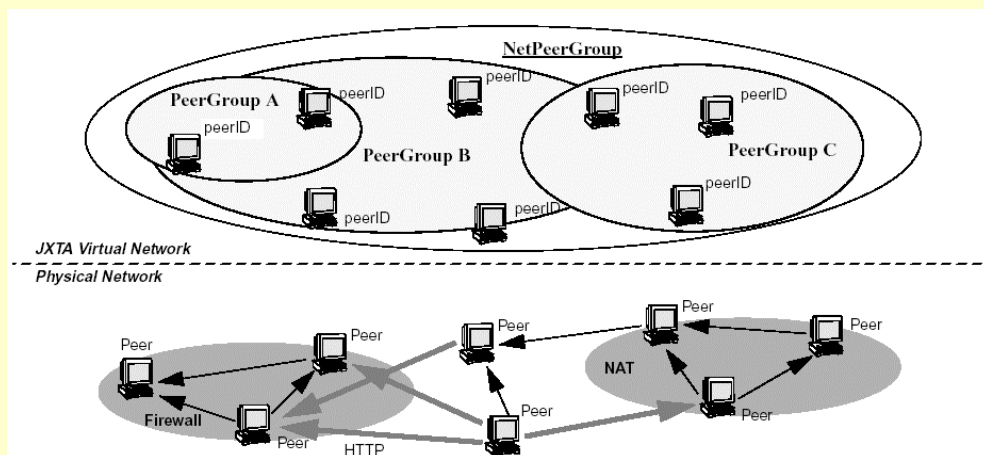 NetPeerGroup
peerID
peerID
peerID
peerID
PeerGroup A
peerID
PeerGroup B
PeerGroup C
peerID
peerID
peerID
JXTA Virtual Network
Physical Network
Peer
Peer
Peer
Peer
Peer
NAT
Firewall
Peer
Peer
Peer
HTTP